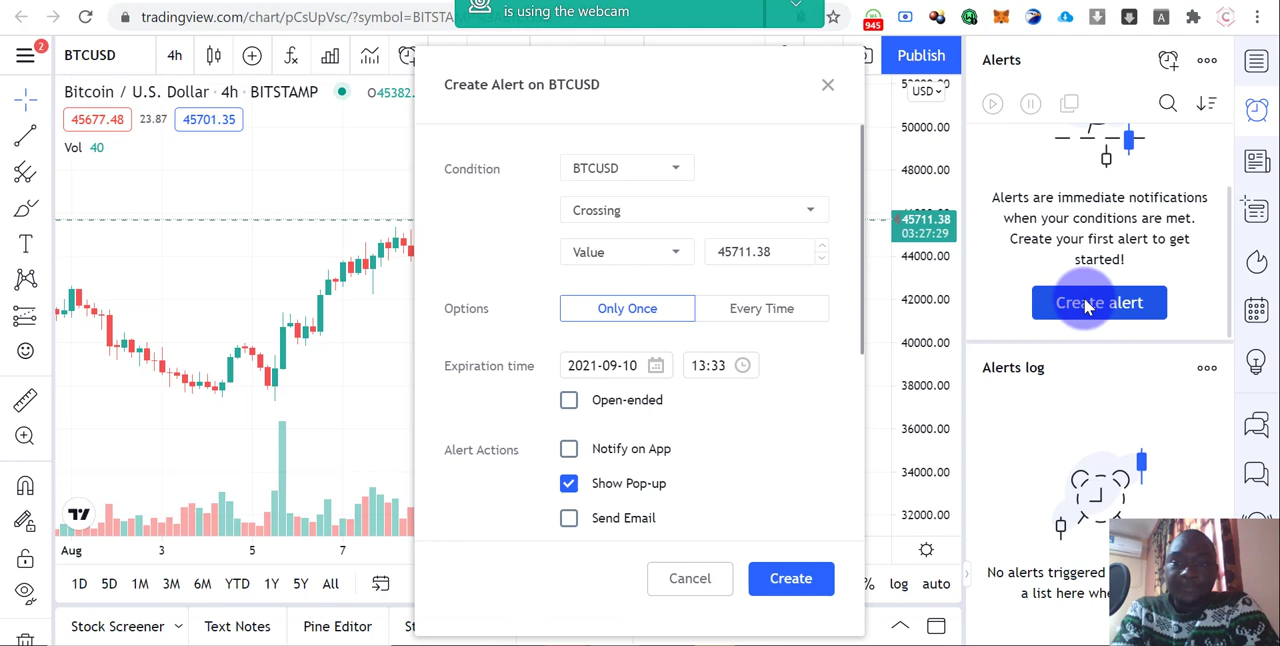 tradingview.com/chart/pCsUpVsc/?symbol=BITSTAMP
is using the webcam
945
A
C
2
BTCUSD
4h
Publish
Bitcoin / U.S. Dollar · 4h · BITSTAMP
O45382.
45677.48
23.87
45701.35
Vol 40
USD
50000.00
48000.00
45711.38
03:27:29
44000.00
42000.00
40000.00
38000.00
36000.00
34000.00
32000.00
Aug
3
5
7
1D
5D
1M
3M
6M
YTD
1Y
5Y
All
%
log
auto
Stock Screener
Text Notes
Pine Editor
Create Alert on BTCUSD
Condition
BTCUSD
Crossing
Value
45711.38
Options
Only Once
Every Time
Expiration time
2021-09-10
13:33
Open-ended
Alert Actions
Notify on App
Show Pop-up
Send Email
Cancel
Create
Alerts
Alerts are immediate notifications
when your conditions are met.
Create your first alert to get
started!
Create alert
Alerts log
No alerts triggered
a list here